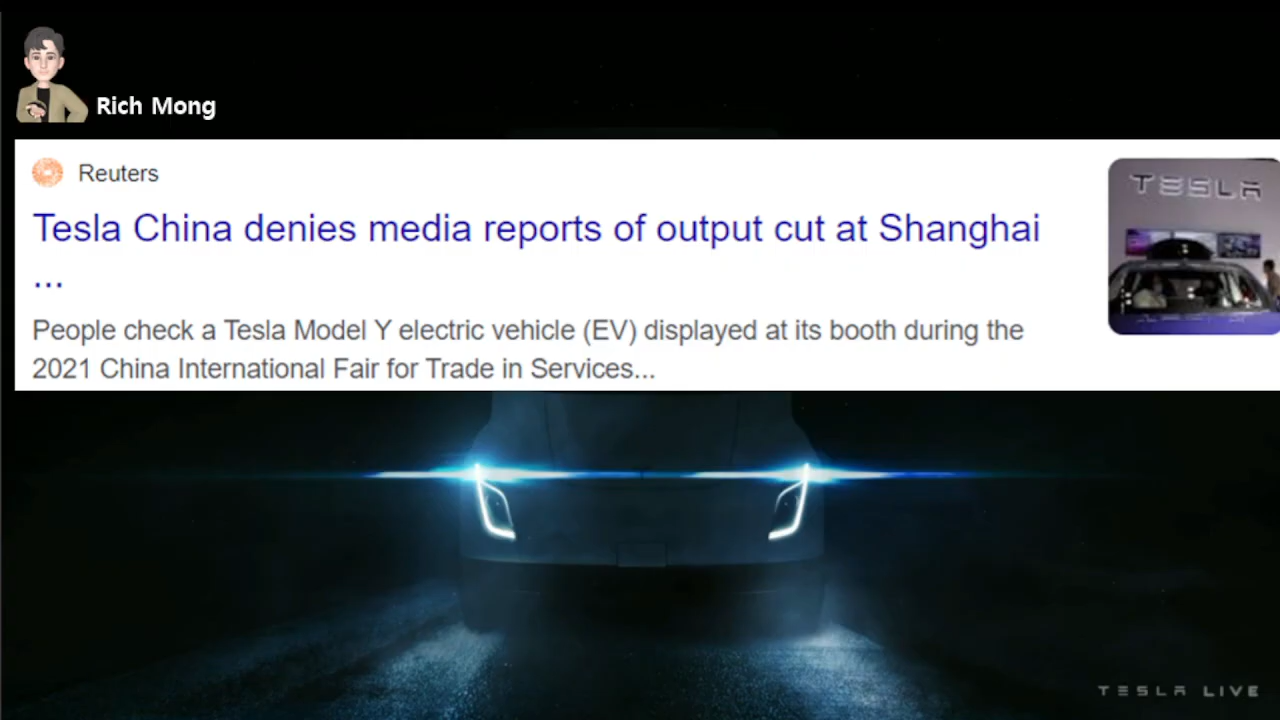 Rich Mong
Reuters
TESLA
Tesla China denies media reports of output cut at Shanghai
...
People check a Tesla Model Y electric vehicle (EV) displayed at its booth during the
2021 China International Fair for Trade in Services...
TESLA LIVE